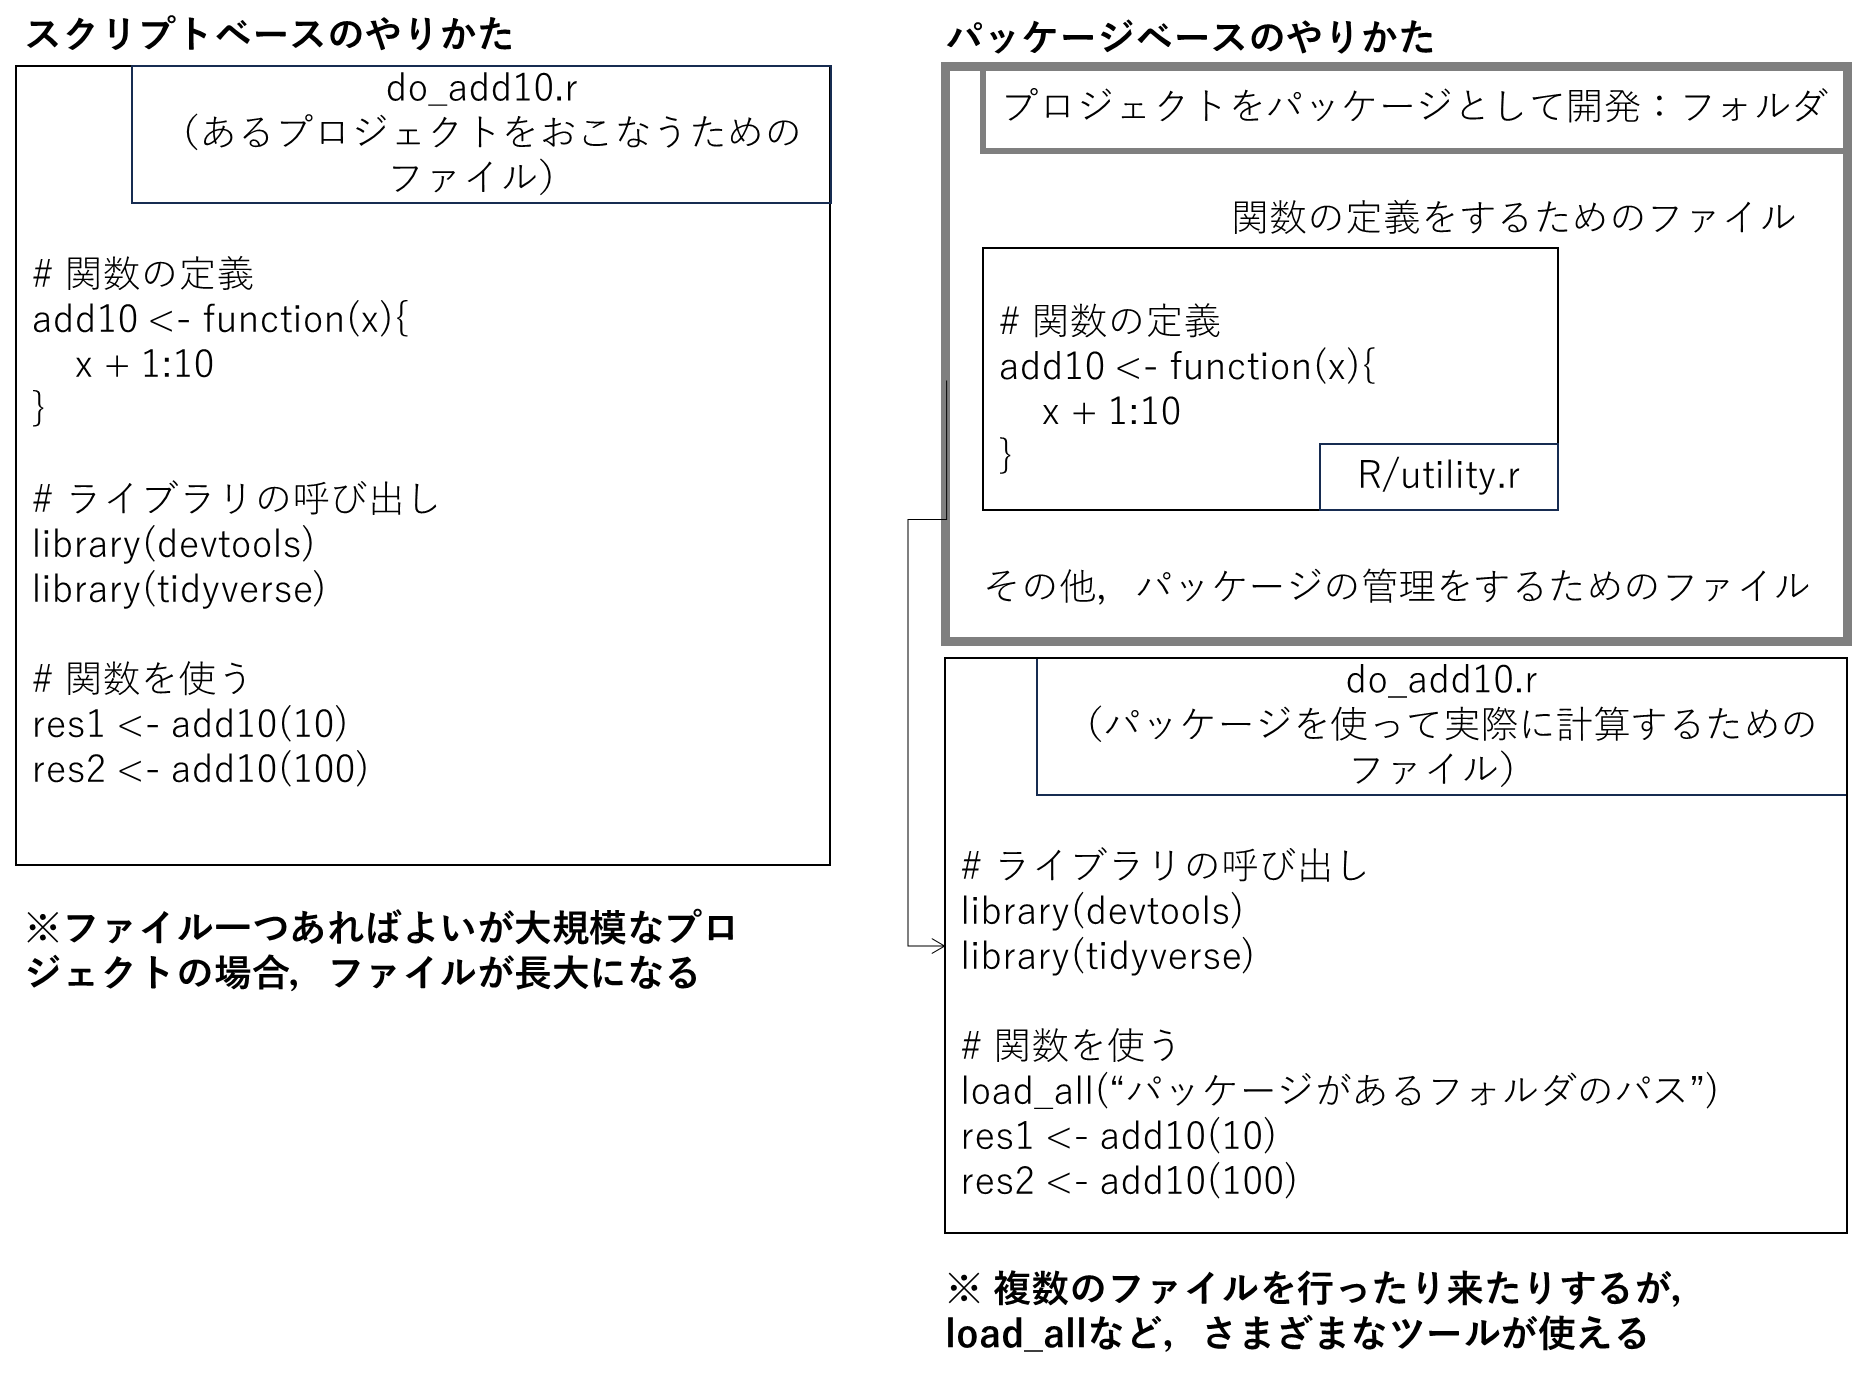 スクリプトベースのやりかた
do_add10.r
（あるプロジェクトをおこなうための
ファイル）
# 関数の定義
add10 <- function(x){
x + 1:10
}
# ライブラリの呼び出し
library(devtools)
library(tidyverse)
# 関数を使う
res1 <- add10(10)
res2 <- add10(100)
※ファイル一つあればよいが大規模なプロ
ジェクトの場合，ファイルが長大になる
パッケージベースのやりかた
プロジェクトをパッケージとして開発：フォルダ
関数の定義をするためのファイル
# 関数の定義
add10 <- function(x){
x + 1:10
}
R/utility.r
その他，パッケージの管理をするためのファイル
do_add10.r
（パッケージを使って実際に計算するための
ファイル）
# ライブラリの呼び出し
library(devtools)
library(tidyverse)
# 関数を使う
load_all(“パッケージがあるフォルダのパス”)
res1 <- add10(10)
res2 <- add10(100)
※ 複数のファイルを行ったり来たりするが，
load_allなど，さまざまなツールが使える